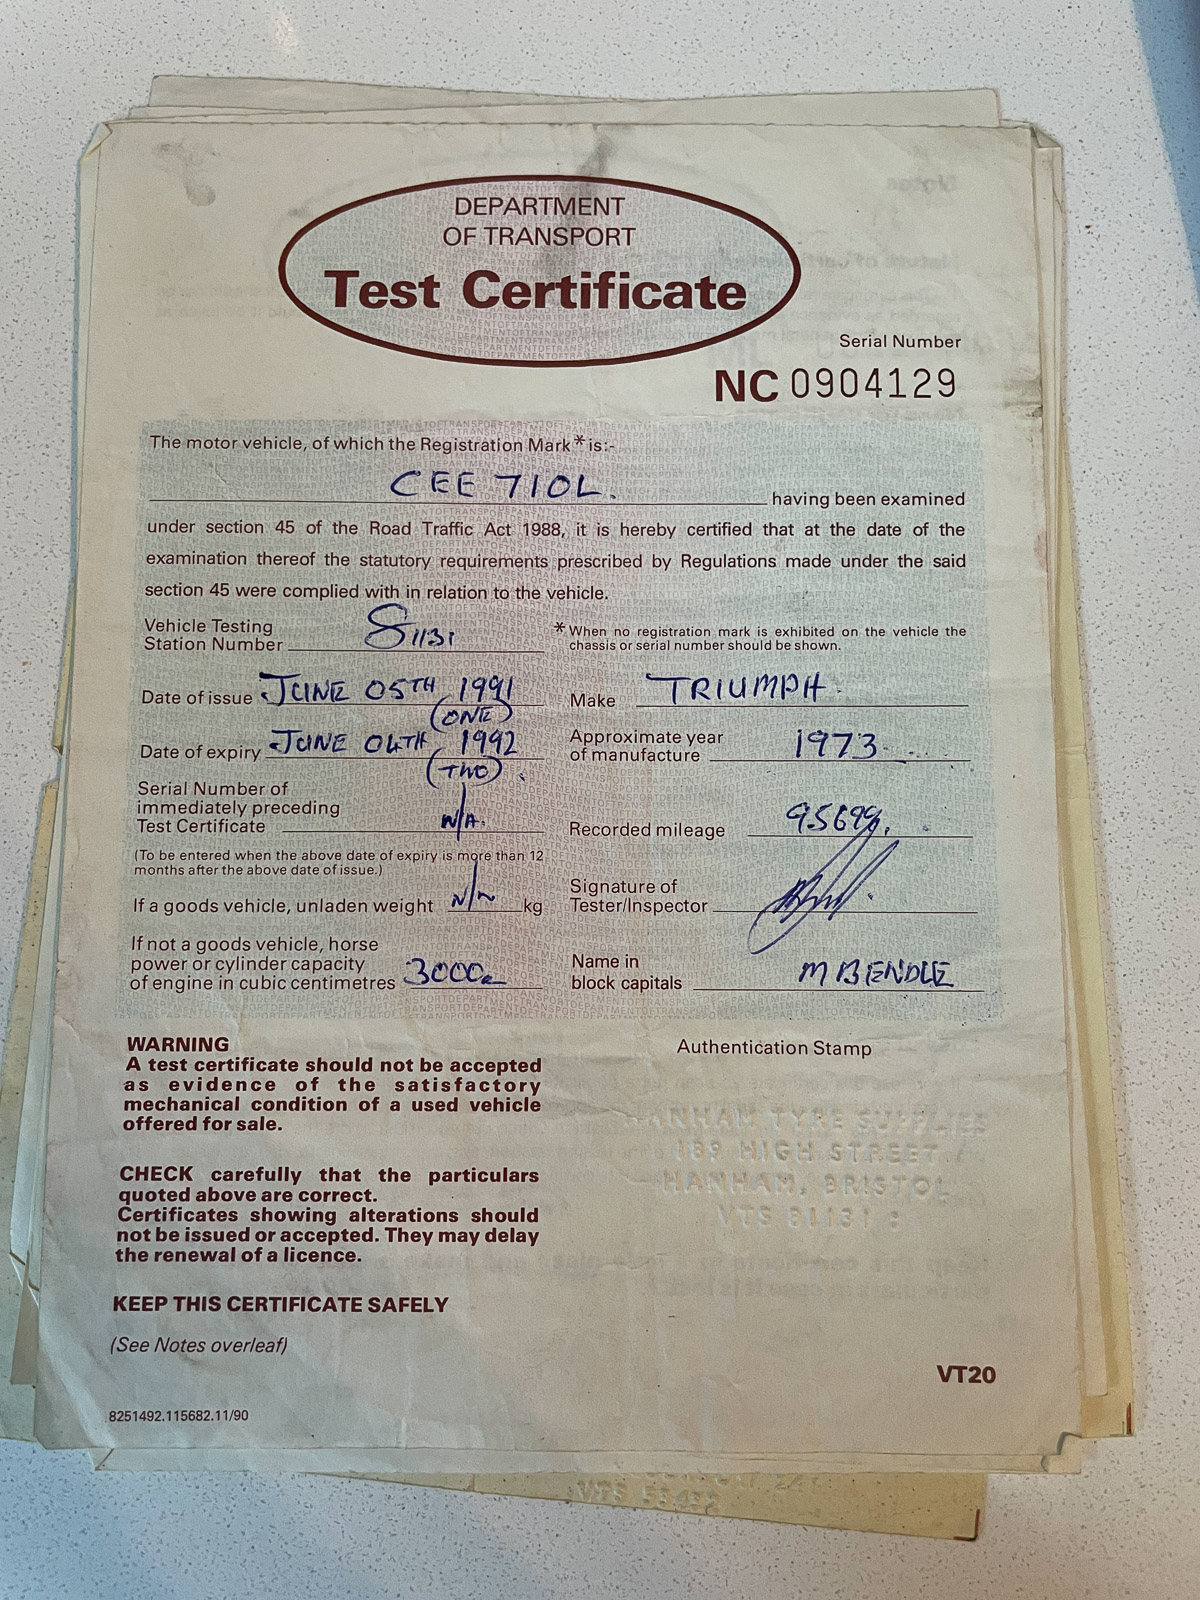 DEPARTMENT
OF TRANSPORT
Test Certificate
Serial Number
NC 0904129
The motor vehicle, of which the Registration Mark * is:-
CEE 710L.
having been examined
under section 45 of the Road Traffic Act 1988, it is hereby certified that at the date of the
examination thereof the statutory requirements prescribed by Regulations made under the said
section 45 were complied with in relation to the vehicle.
Vehicle Testing
Station Number 81131
* When no registration mark is exhibited on the vehicle the
chassis or serial number should be shown.
Date of issue JUNE 05TH 1991
(ONE)
Make TRIUMPH.
Date of expiry JUNE 04TH 1992
(TWO)
Approximate year
of manufacture 1973
Serial Number of
immediately preceding
Test Certificate N/A.
(To be entered when the above date of expiry is more than 12
months after the above date of issue.)
Recorded mileage
If a goods vehicle, unladen weight N/A kg
Signature of
Tester/Inspector
If not a goods vehicle, horse
power or cylinder capacity
of engine in cubic centimetres 3000cc
Name in
block capitals M BENDLE
WARNING
A test certificate should not be accepted
as evidence of the satisfactory
mechanical condition of a used vehicle
offered for sale.
CHECK carefully that the particulars
quoted above are correct.
Certificates showing alterations should
not be issued or accepted. They may delay
the renewal of a licence.
KEEP THIS CERTIFICATE SAFELY
(See Notes overleaf)
8251492.115682.11/90
Authentication Stamp
HANHAM TYRE SUPPLIES
189 HIGH STREET
HANHAM, BRISTOL
VTS 81131
VT20